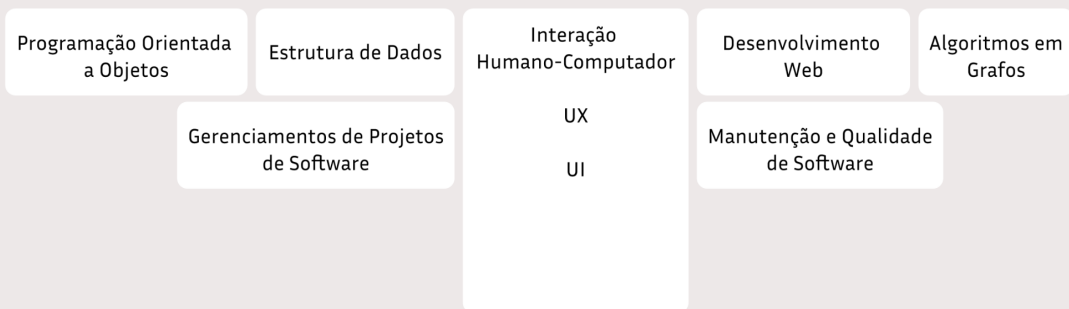 Programação Orientada
a Objetos
Estrutura de Dados
Interação
Humano-Computador
UX
UI
Desenvolvimento
Web
Algoritmos em
Grafos
Gerenciamentos de Projetos
de Software
Manutenção e Qualidade
de Software